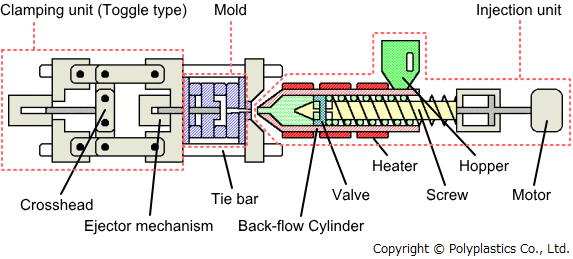 Clamping unit (Toggle type)
Mold
Injection unit
Crosshead
Ejector mechanism
Tie bar
Back-flow Cylinder
Valve
Heater
Screw
Hopper
Motor
Copyright © Polyplastics Co., Ltd.